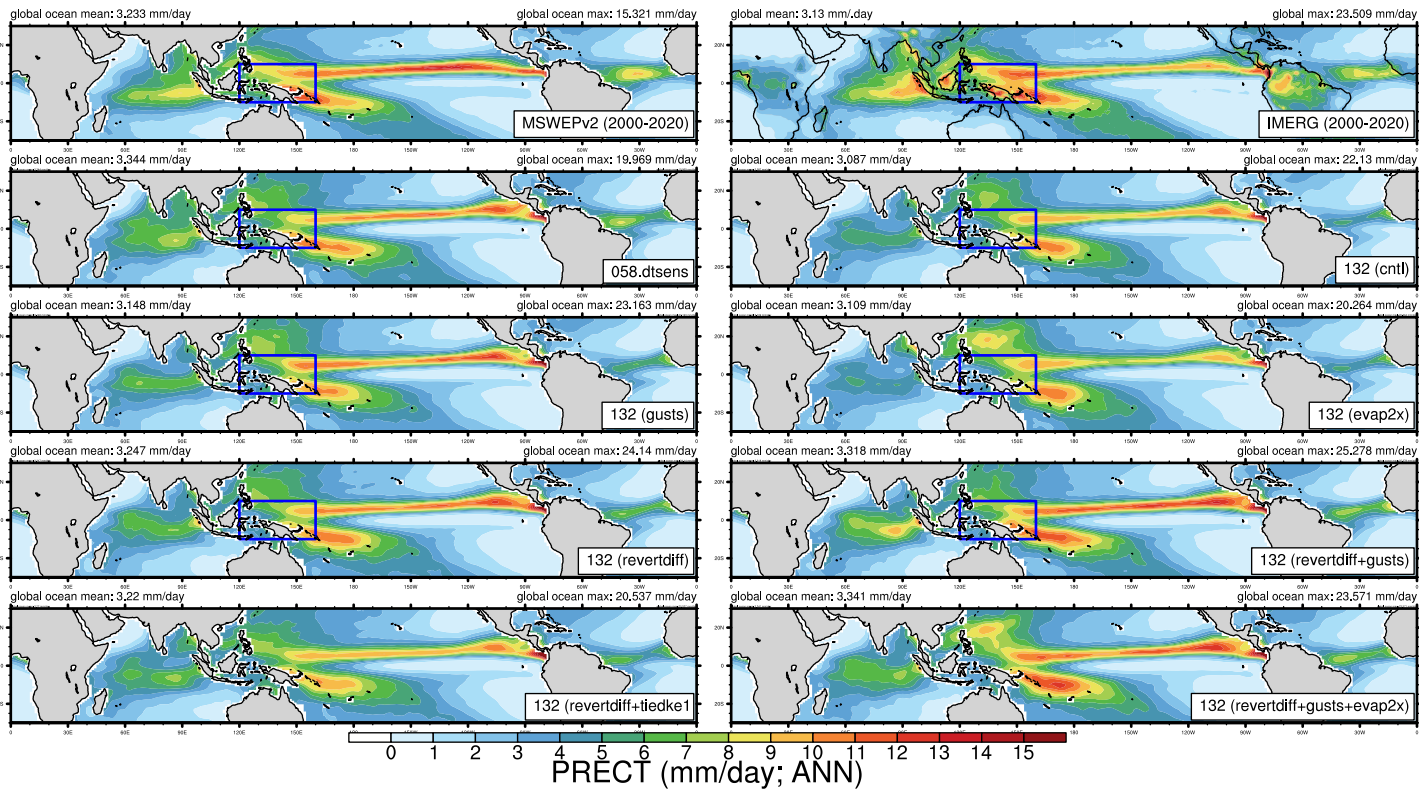 global ocean mean: 3.233 mm/day global ocean max: 15.321 mm/day
MSWEPv2 (2000-2020)
global mean: 3.13 mm/.day global max: 23.509 mm/day
IMERG (2000-2020)
global ocean mean: 3.344 mm/day global ocean max: 19.969 mm/day
058.dtsens
global ocean mean: 3.087 mm/day global ocean max: 22.13 mm/day
132 (cntl)
global ocean mean: 3.148 mm/day global ocean max: 23.163 mm/day
132 (gusts)
global ocean mean: 3.109 mm/day global ocean max: 20.264 mm/day
132 (evap2x)
global ocean mean: 3.247 mm/day global ocean max: 24.14 mm/day
132 (revertdiff)
global ocean mean: 3.318 mm/day global ocean max: 25.278 mm/day
132 (revertdiff+gusts)
global ocean mean: 3.22 mm/day global ocean max: 20.537 mm/day
132 (revertdiff+tiedke1
global ocean mean: 3.341 mm/day global ocean max: 23.571 mm/day
132 (revertdiff+gusts+evap2x)
0 1 2 3 4 5 6 7 8 9 10 11 12 13 14 15
PRECT (mm/day; ANN)